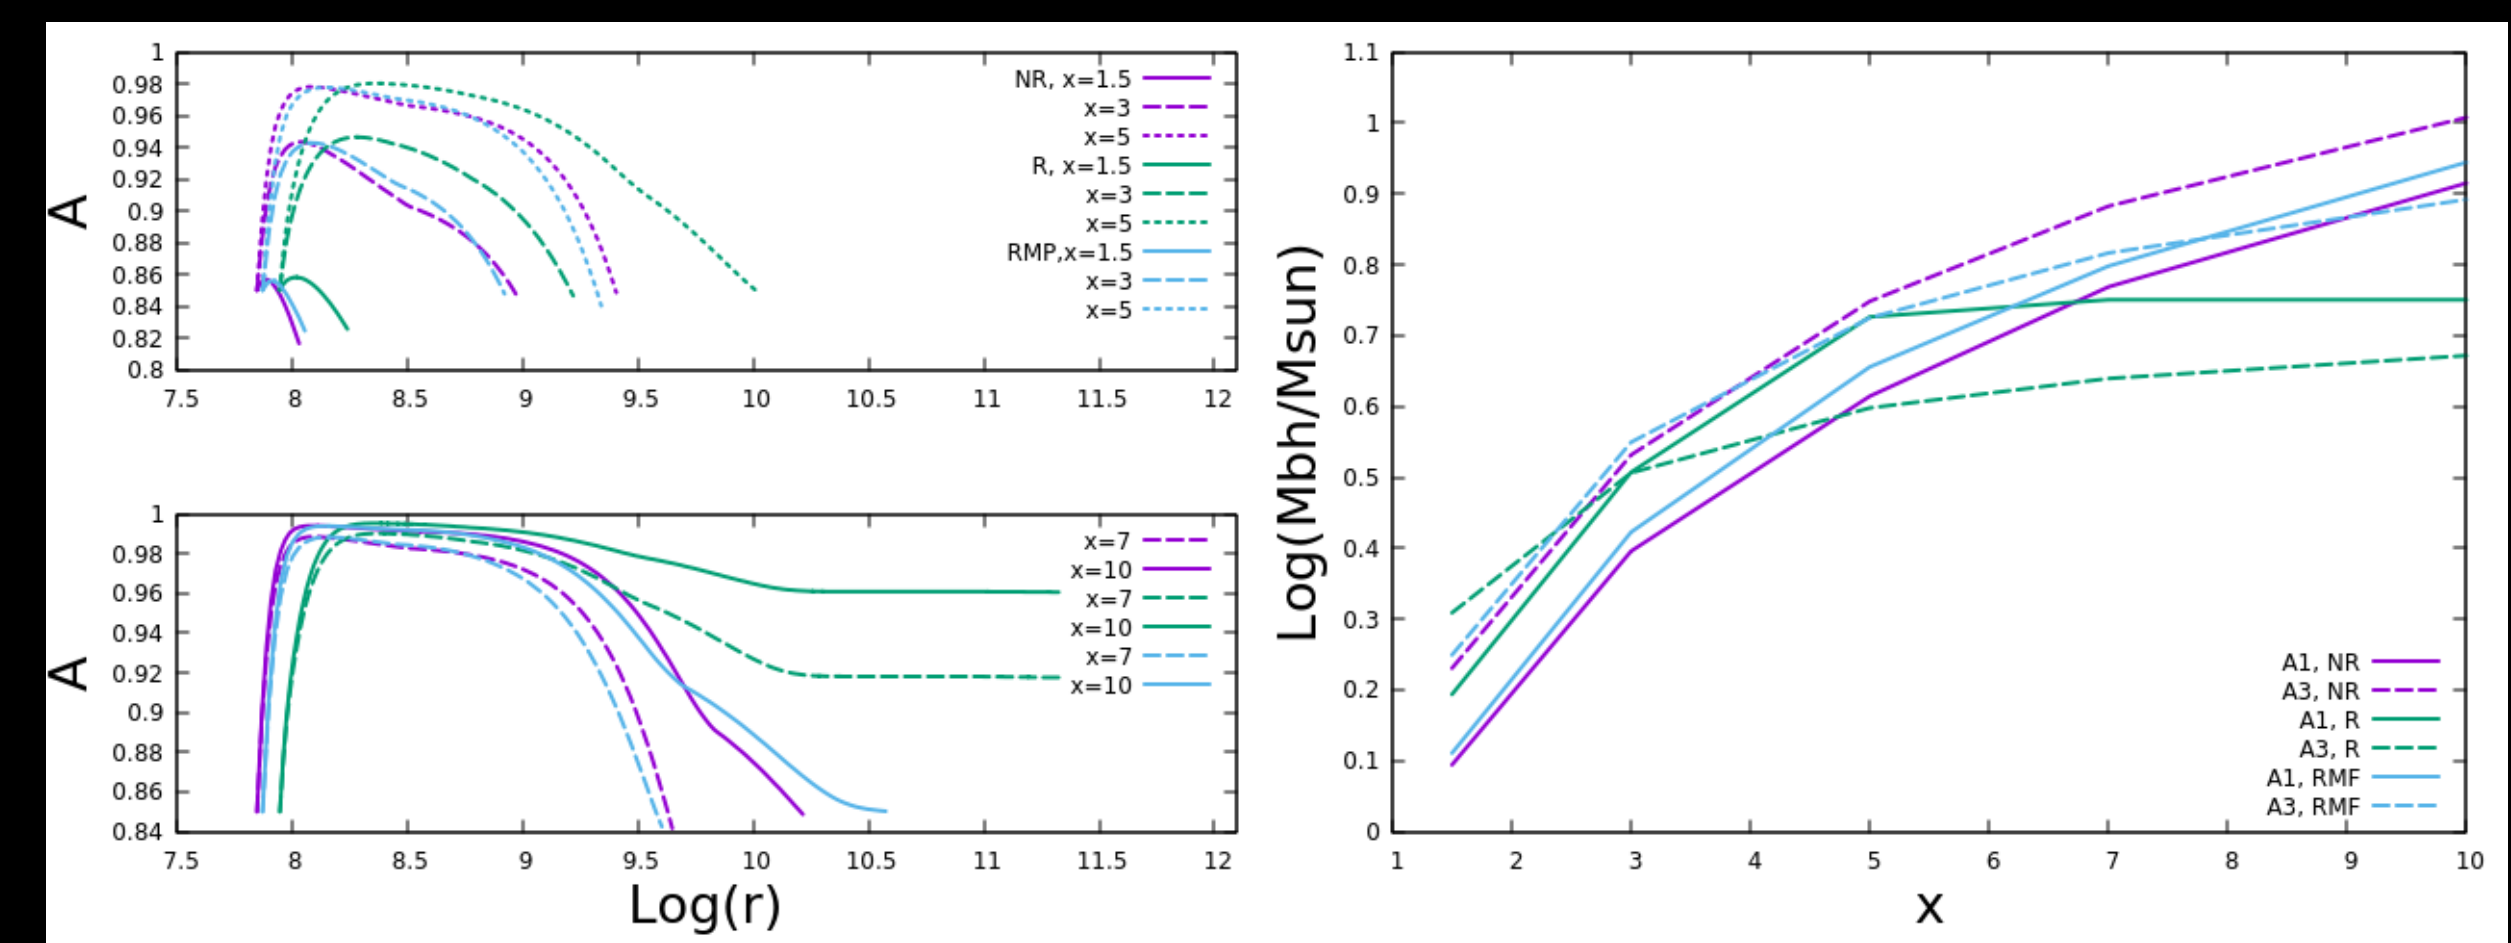 1
0.98
0.96
0.94
0.92
0.9
0.88
0.86
0.84
0.82
0.8
A
7.5 8 8.5 9 9.5 10 10.5 11 11.5 12
NR, x=1.5
x=3
x=5
R, x=1.5
x=3
x=5
RMP,x=1.5
x=3
x=5
1
0.98
0.96
0.94
0.92
0.9
0.88
0.86
0.84
A
7.5 8 8.5 9 9.5 10 10.5 11 11.5 12
Log(r)
x=7
x=10
x=7
x=10
x=7
x=10
1.1
1
0.9
0.8
0.7
0.6
0.5
0.4
0.3
0.2
0.1
0
Log(Mbh/Msun)
1 2 3 4 5 6 7 8 9 10
x
A1, NR
A3, NR
A1, R
A3, R
A1, RMF
A3, RMF